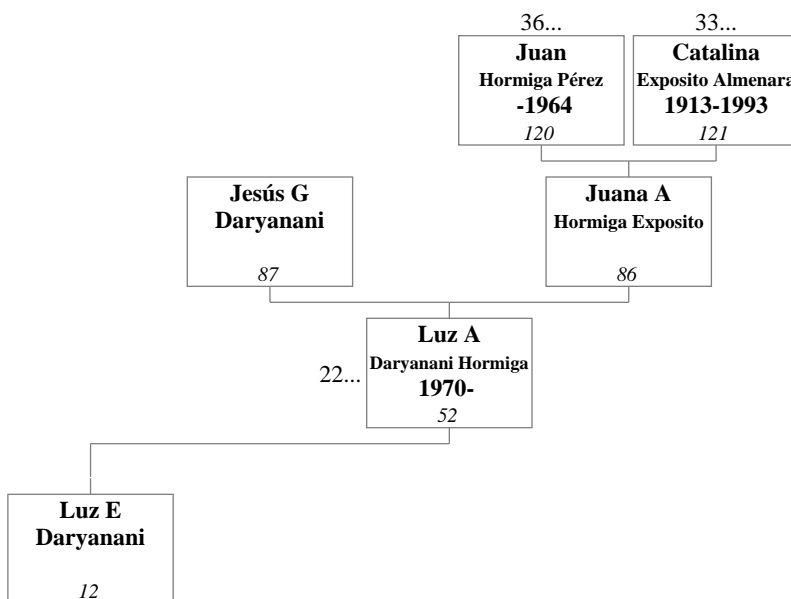 36...
33...
Juan
Hormiga Pérez
-1964
120
Catalina
Exposito Almenara
1913-1993
121
Jesús G
Daryanani
87
Juana A
Hormiga Exposito
86
22...
Luz A
Daryanani Hormiga
1970-
52
Luz E
Daryanani
12